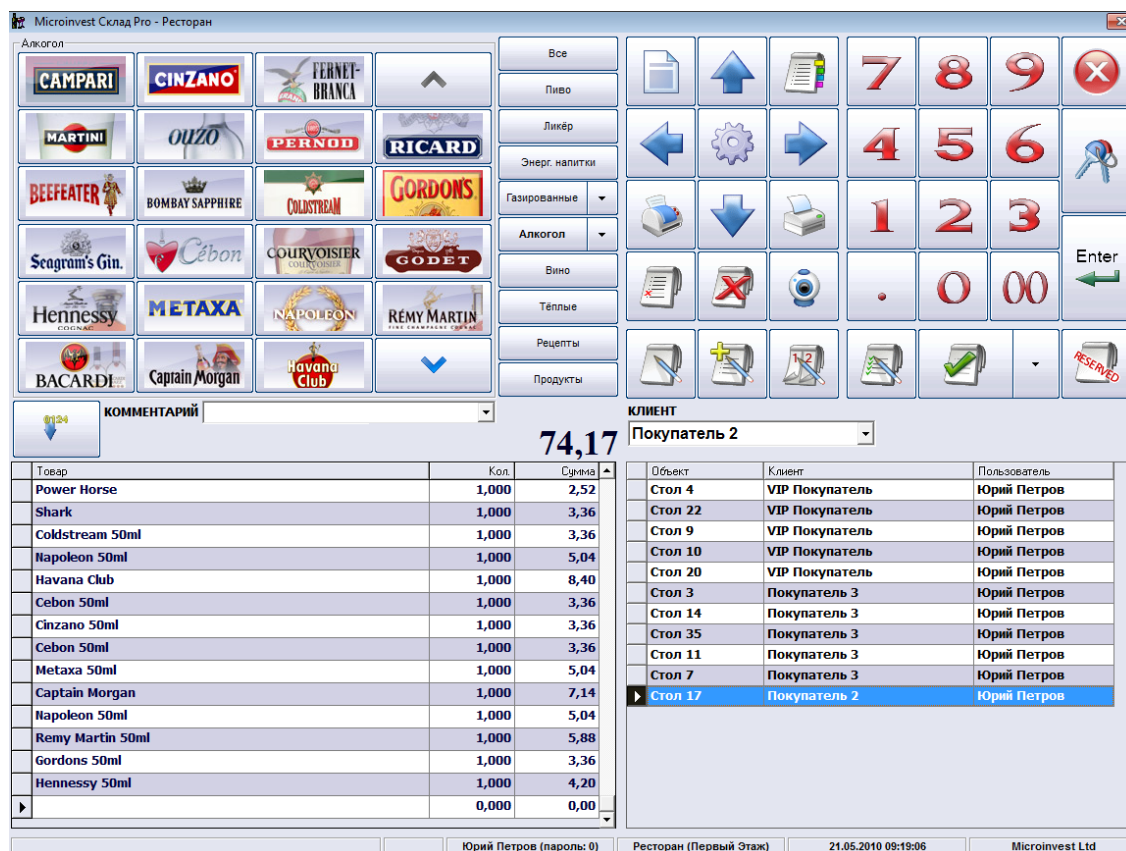 Microinvest Склад Pro - Ресторан
Алкогол
CAMPARI
CINZANO
FERNET-
BRANCA
MARTINI
OUZO
PERNOD
RICARD
BEEFEATER
BOMBAY SAPPHIRE
COLDSTREAM
GORDON'S.
Seagram's Gin.
Cébon
COURVOISIER
COURVOISIER
GODET
Hennessy
COGNAC
METAXA
NAPOLEON
RÉMY MARTIN
FINE CHAMPAGNE COGNAC
BACARDI
Captain Morgan
Havana
Club
Все
Пиво
Ликёр
Энерг. напитки
Газированные
Алкогол
Вино
Тёплые
Рецепты
Продукты
7 8 9
4 5 6
1 2 3
. 0 00
Enter
1 2
RESERVED
0124
КОММЕНТАРИЙ
74,17
КЛИЕНТ
Покупатель 2
Товар Кол. Сумма
Power Horse 1,000 2,52
Shark 1,000 3,36
Coldstream 50ml 1,000 3,36
Napoleon 50ml 1,000 5,04
Havana Club 1,000 8,40
Cebon 50ml 1,000 3,36
Cinzano 50ml 1,000 3,36
Cebon 50ml 1,000 3,36
Metaxa 50ml 1,000 5,04
Captain Morgan 1,000 7,14
Napoleon 50ml 1,000 5,04
Remy Martin 50ml 1,000 5,88
Gordons 50ml 1,000 3,36
Hennessy 50ml 1,000 4,20
0,000 0,00
Объект Клиент Пользователь
Стол 4 VIP Покупатель Юрий Петров
Стол 22 VIP Покупатель Юрий Петров
Стол 9 VIP Покупатель Юрий Петров
Стол 10 VIP Покупатель Юрий Петров
Стол 20 VIP Покупатель Юрий Петров
Стол 3 Покупатель 3 Юрий Петров
Стол 14 Покупатель 3 Юрий Петров
Стол 35 Покупатель 3 Юрий Петров
Стол 11 Покупатель 3 Юрий Петров
Стол 7 Покупатель 3 Юрий Петров
Стол 17 Покупатель 2 Юрий Петров
Юрий Петров (пароль: 0) Ресторан (Первый Этаж) 21.05.2010 09:19:06 Microinvest Ltd